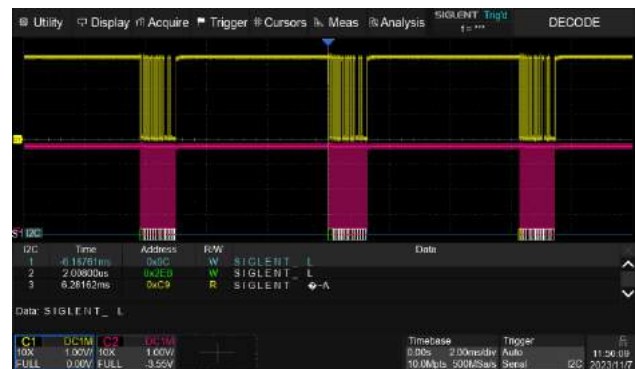 Utility Display Acquire Trigger Cursors Meas Analysis SIGLENT Trig'd DECODE
f = ***
S1 I2C
I2C Time Address R/W Data
1 -6.18761ms 0x0C W SIGLENT_ L
2 2.00800us 0x2E8 W SIGLENT_ L
3 6.28162ms 0xC9 R SIGLENT
Data: SIGLENT_ L
C1 DC1M C2 DC1M Timebase Trigger
10X 1.00V/ 10X 1.00V/ 0.00s 2.00ms/div Auto 11:50:09
FULL 0.00V FULL -3.55V 10.0Mpts 500MSa/s Serial I2C 2023/11/7